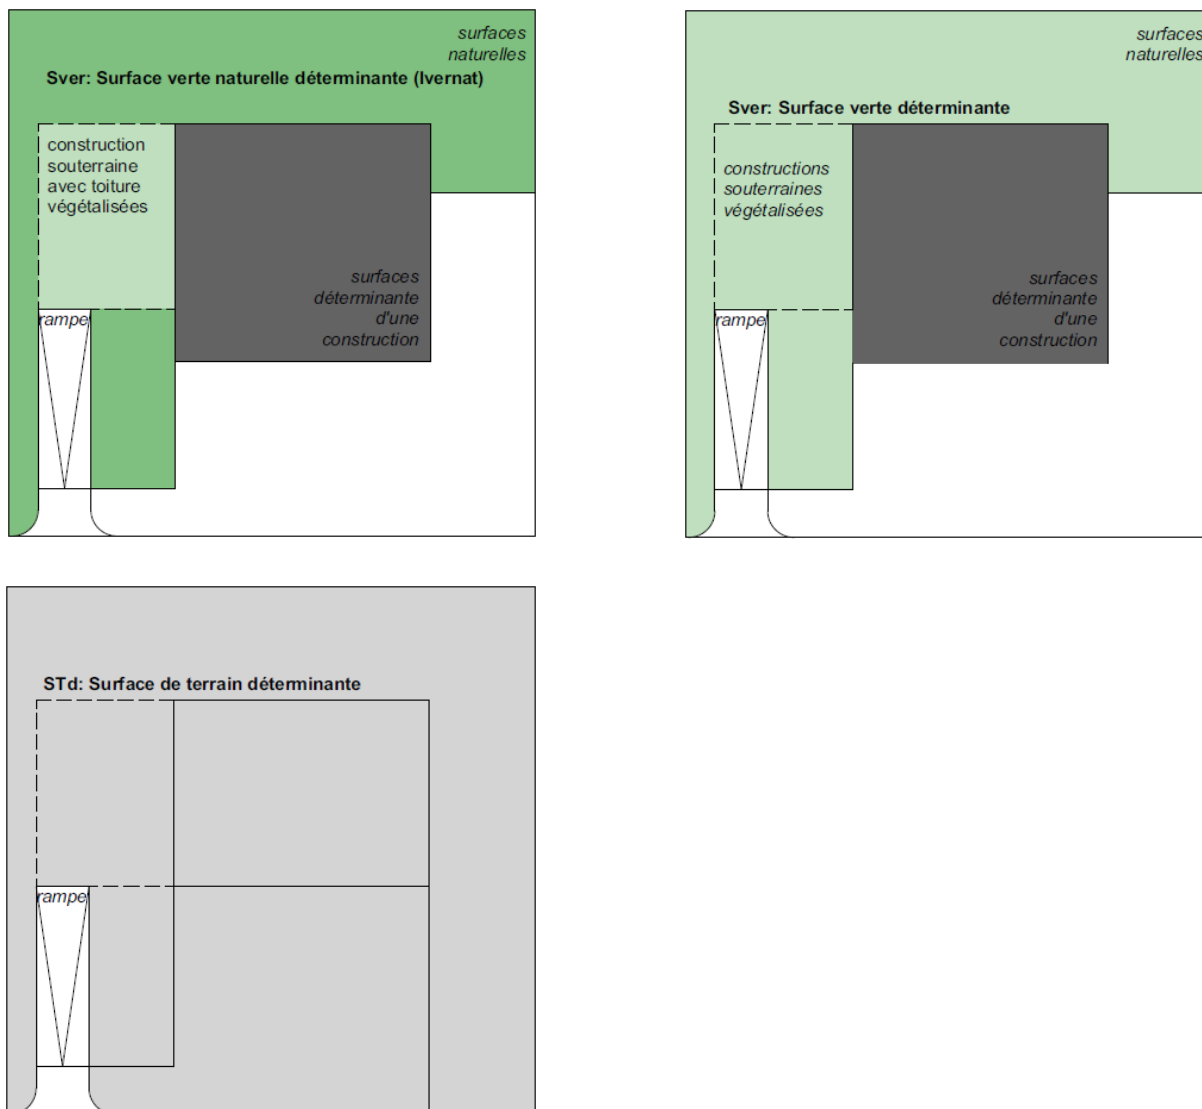 surfaces
naturelles
Sver: Surface verte naturelle déterminante (Ivernat)
construction
souterraine
avec toiture
végétalisées
surfaces
déterminante
d'une
construction
rampe
surfaces
naturelles
Sver: Surface verte déterminante
constructions
souterraines
végétalisées
surfaces
déterminante
d'une
construction
rampe
STd: Surface de terrain déterminante
rampe